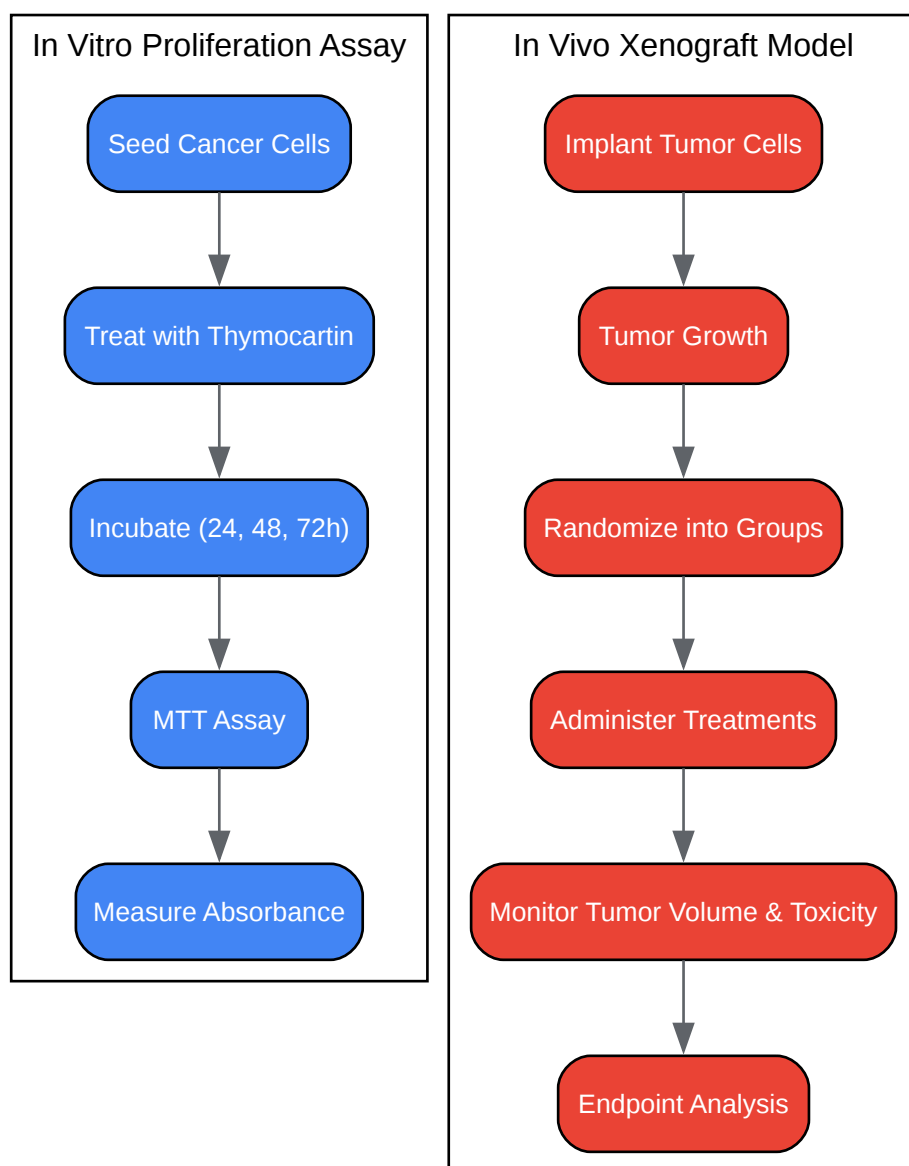 In Vitro Proliferation Assay
Seed Cancer Cells
Treat with Thymocartin
Incubate (24, 48, 72h)
MTT Assay
Measure Absorbance
In Vivo Xenograft Model
Implant Tumor Cells
Tumor Growth
Randomize into Groups
Administer Treatments
Monitor Tumor Volume & Toxicity
Endpoint Analysis